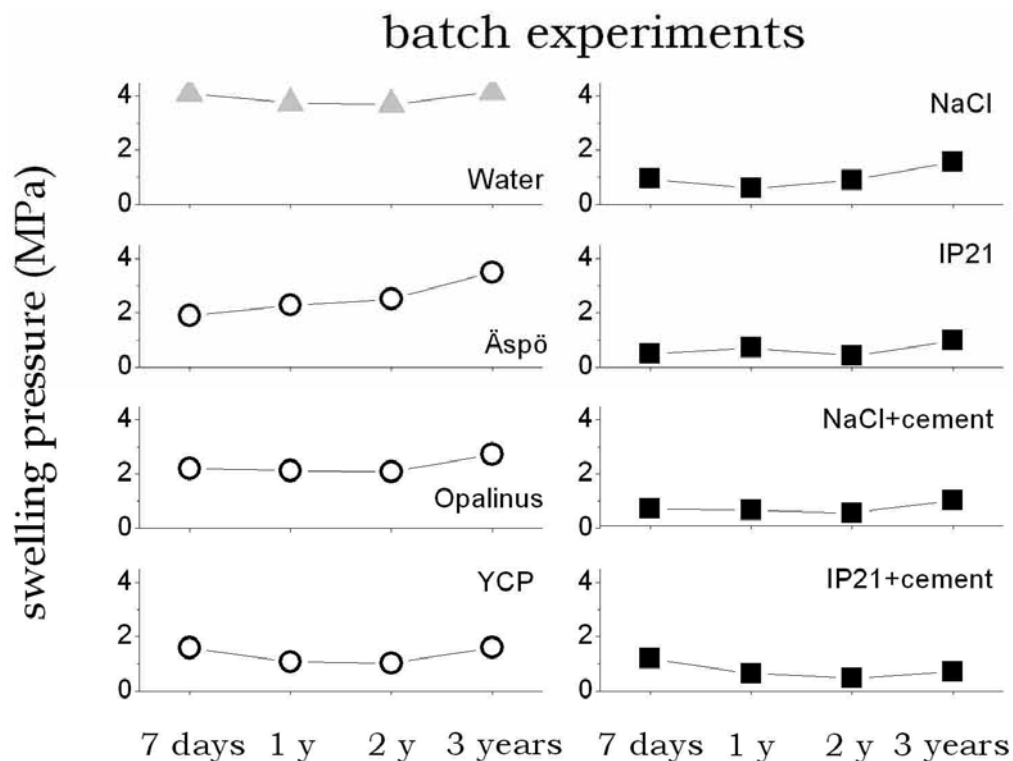 batch experiments
swelling pressure (MPa)
4
2
0
Water
4
2
0
NaCl
4
2
0
Äspö
4
2
0
IP21
4
2
0
Opalinus
4
2
0
NaCl+cement
4
2
0
YCP
4
2
0
IP21+cement
7 days 1 y 2 y 3 years 7 days 1 y 2 y 3 years